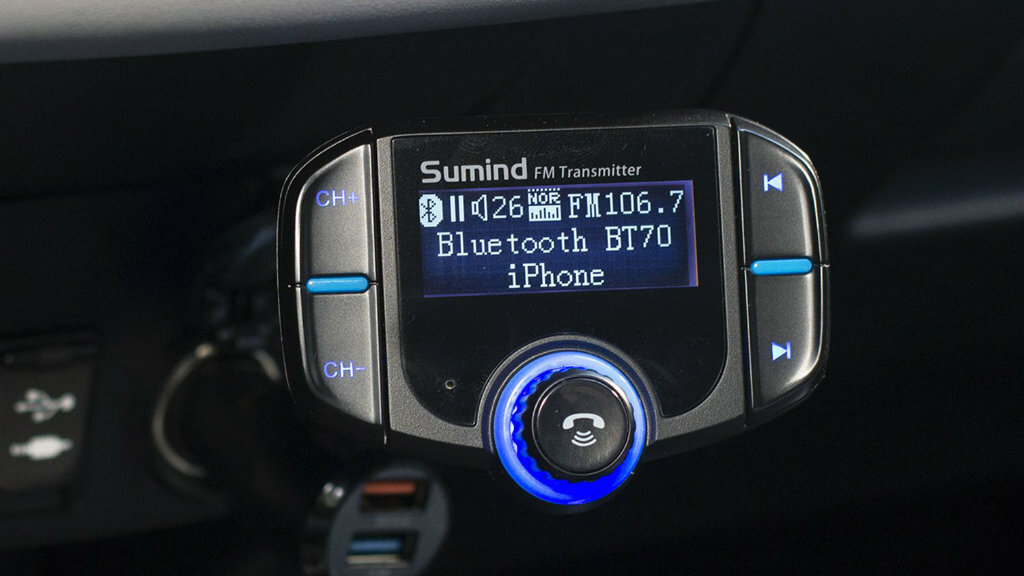 Sumind FM Transmitter
26 NOR FM106.7
Bluetooth BT70
iPhone
CH+
CH-